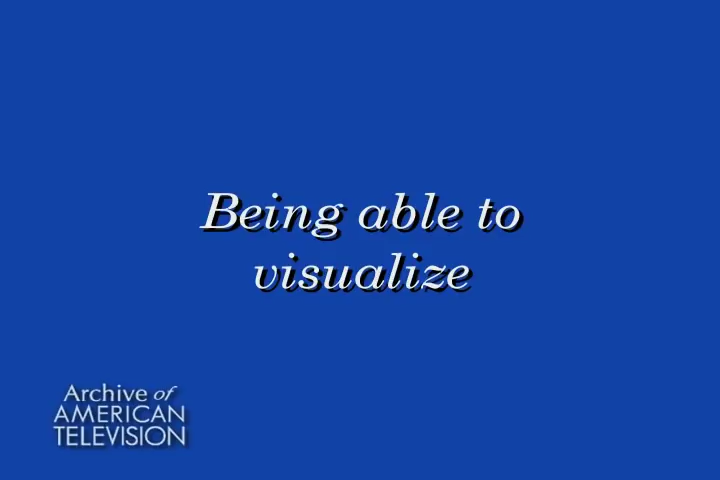 Being able to
visualize
Archive of
AMERICAN
TELEVISION